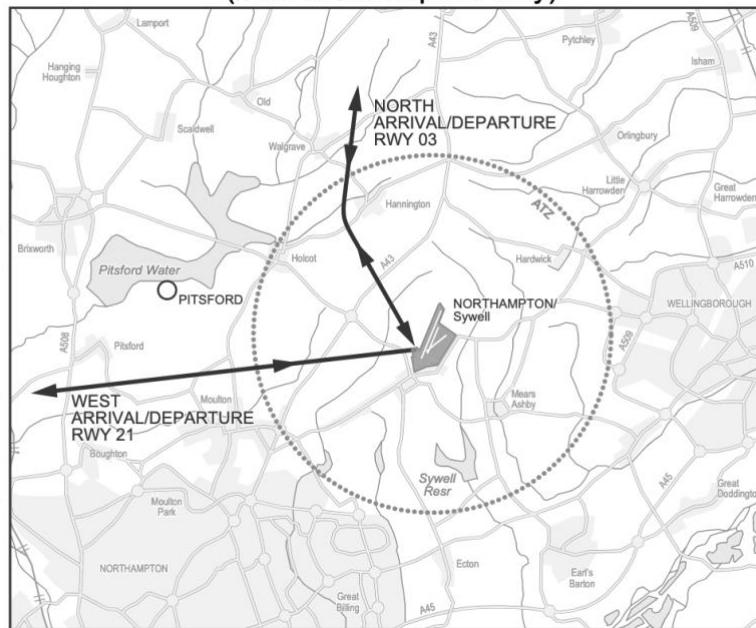 Lamport
A43
A509
Hanging
Houghton
Pytchley
Isham
Old
NORTH
ARRIVAL/DEPARTURE
RWY 03
Scaldwell
Walgrave
Orlingbury
Little
Harrowden
Great
Harrowden
ATZ
Hannington
Brixworth
Holcot
A43
Hardwick
A510
Pitsford Water
PITSFORD
NORTHAMPTON/
Sywell
WELLINGBOROUGH
A508
Pitsford
A509
WEST
ARRIVAL/DEPARTURE
RWY 21
Moulton
Mears
Ashby
Boughton
Sywell
Resr
A45
Great
Doddington
Moulton
Park
NORTHAMPTON
Ecton
Earl's
Barton
Great
Billing
A45